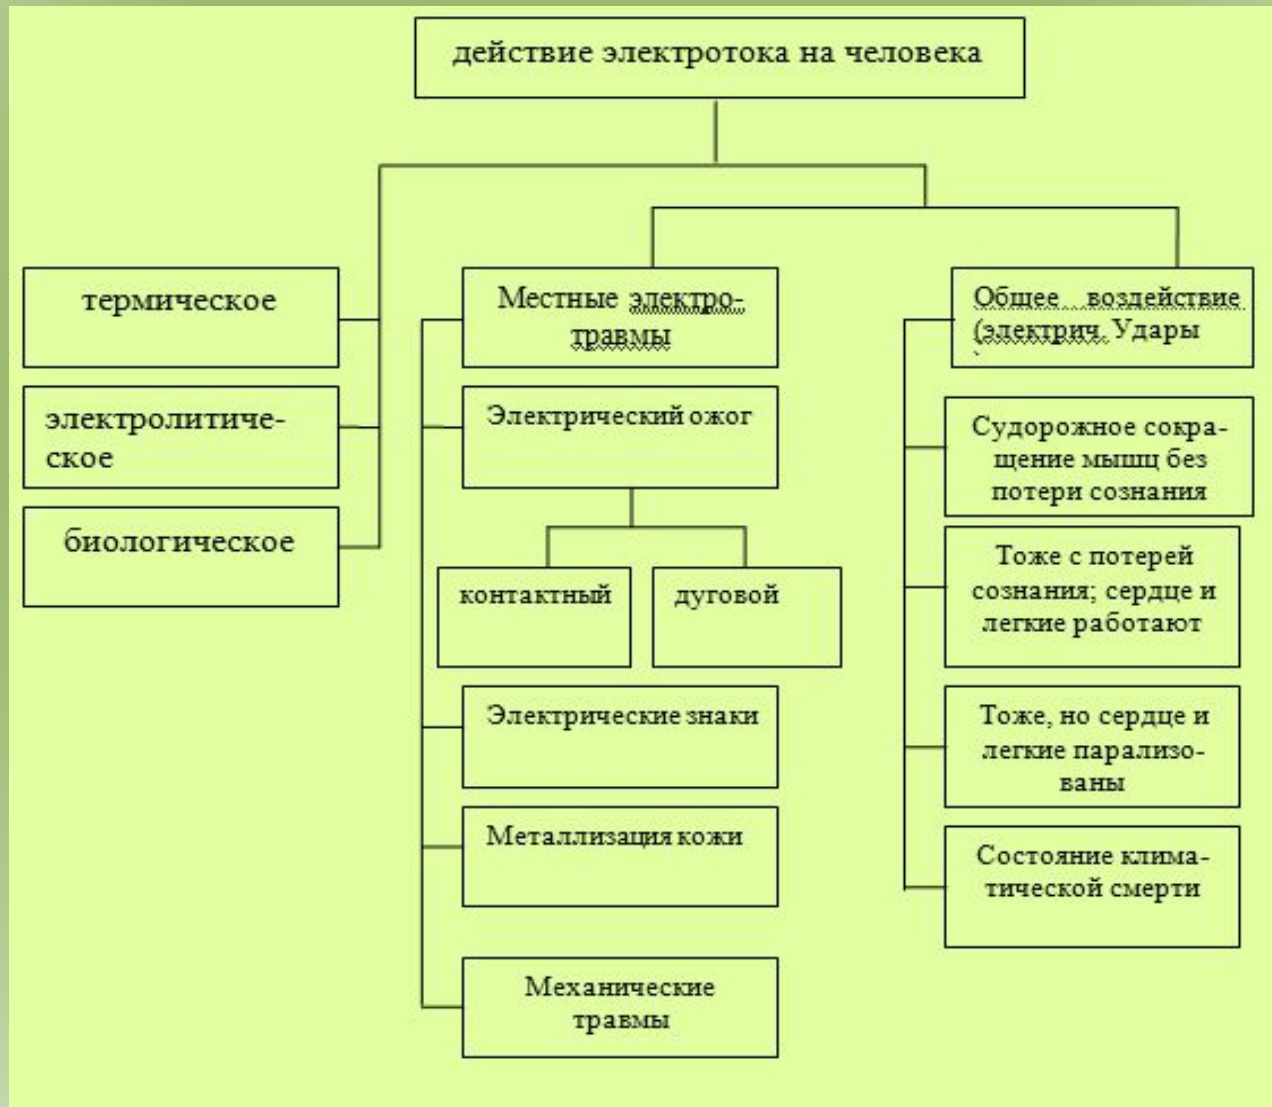 действие электротока на человека
термическое
электролитиче-
ское
биологическое
Местные электро-
травмы
Электрический ожог
контактный
дуговой
Электрические знаки
Металлизация кожи
Механические
травмы
Общее воздействие
(электрич. Удары
Судорожное сокра-
щение мышц без
потери сознания
Тоже с потерей
сознания; сердце и
легкие работают
Тоже, но сердце и
легкие парализо-
ваны
Состояние клима-
тической смерти